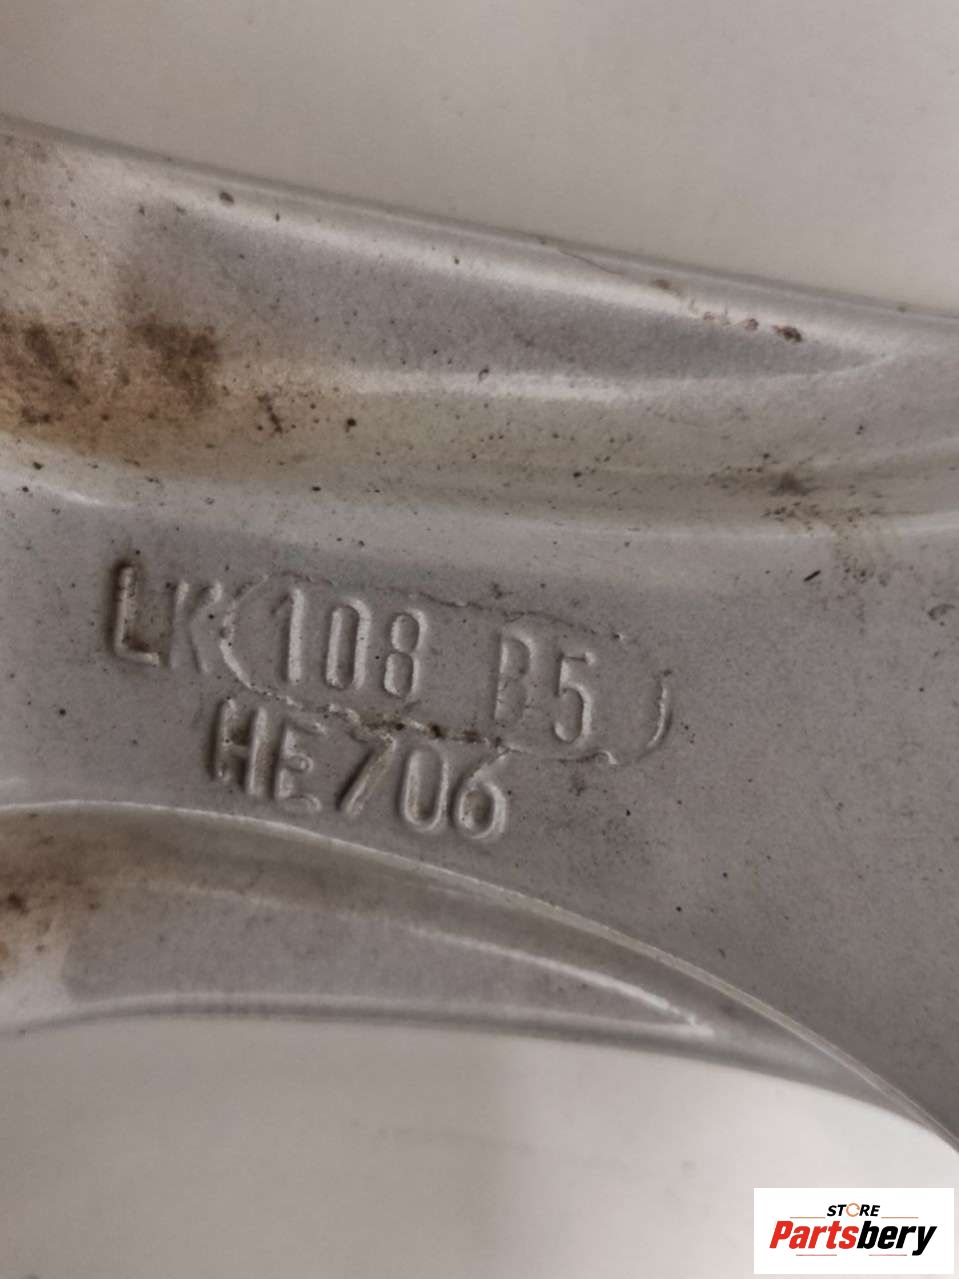 LK 108 B5
HE706
STORE
Partsbery